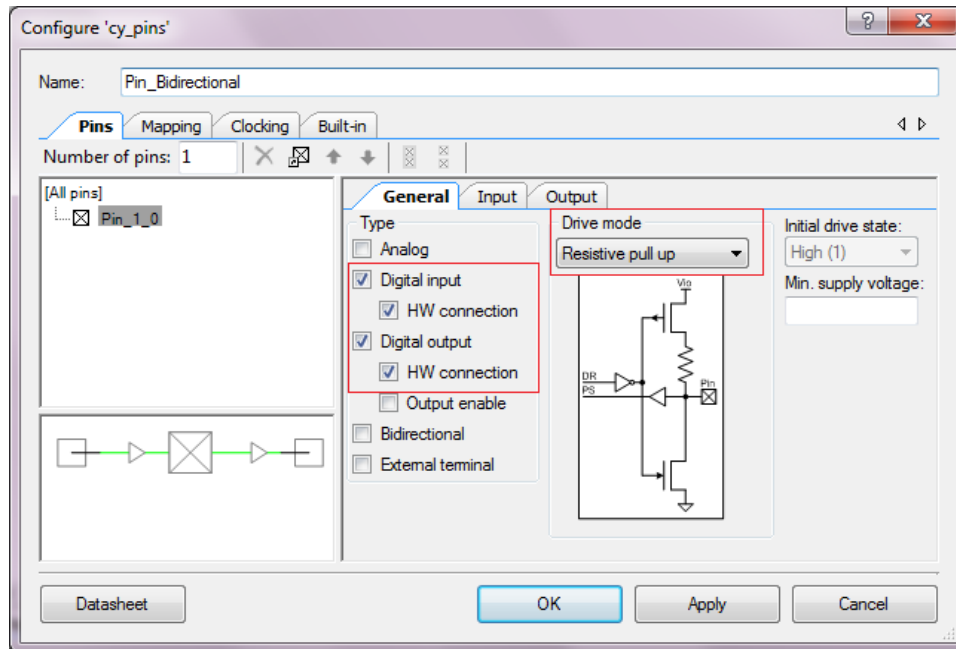 Configure 'cy_pins'
Name: Pin_Bidirectional
Pins Mapping Clocking Built-in
Number of pins: 1
[All pins]
Pin_1_0
General Input Output
Type
Analog
Digital input
HW connection
Digital output
HW connection
Output enable
Bidirectional
External terminal
Drive mode
Resistive pull up
Vio
DR
PS
Pin
Initial drive state:
High (1)
Min. supply voltage:
Datasheet OK Apply Cancel